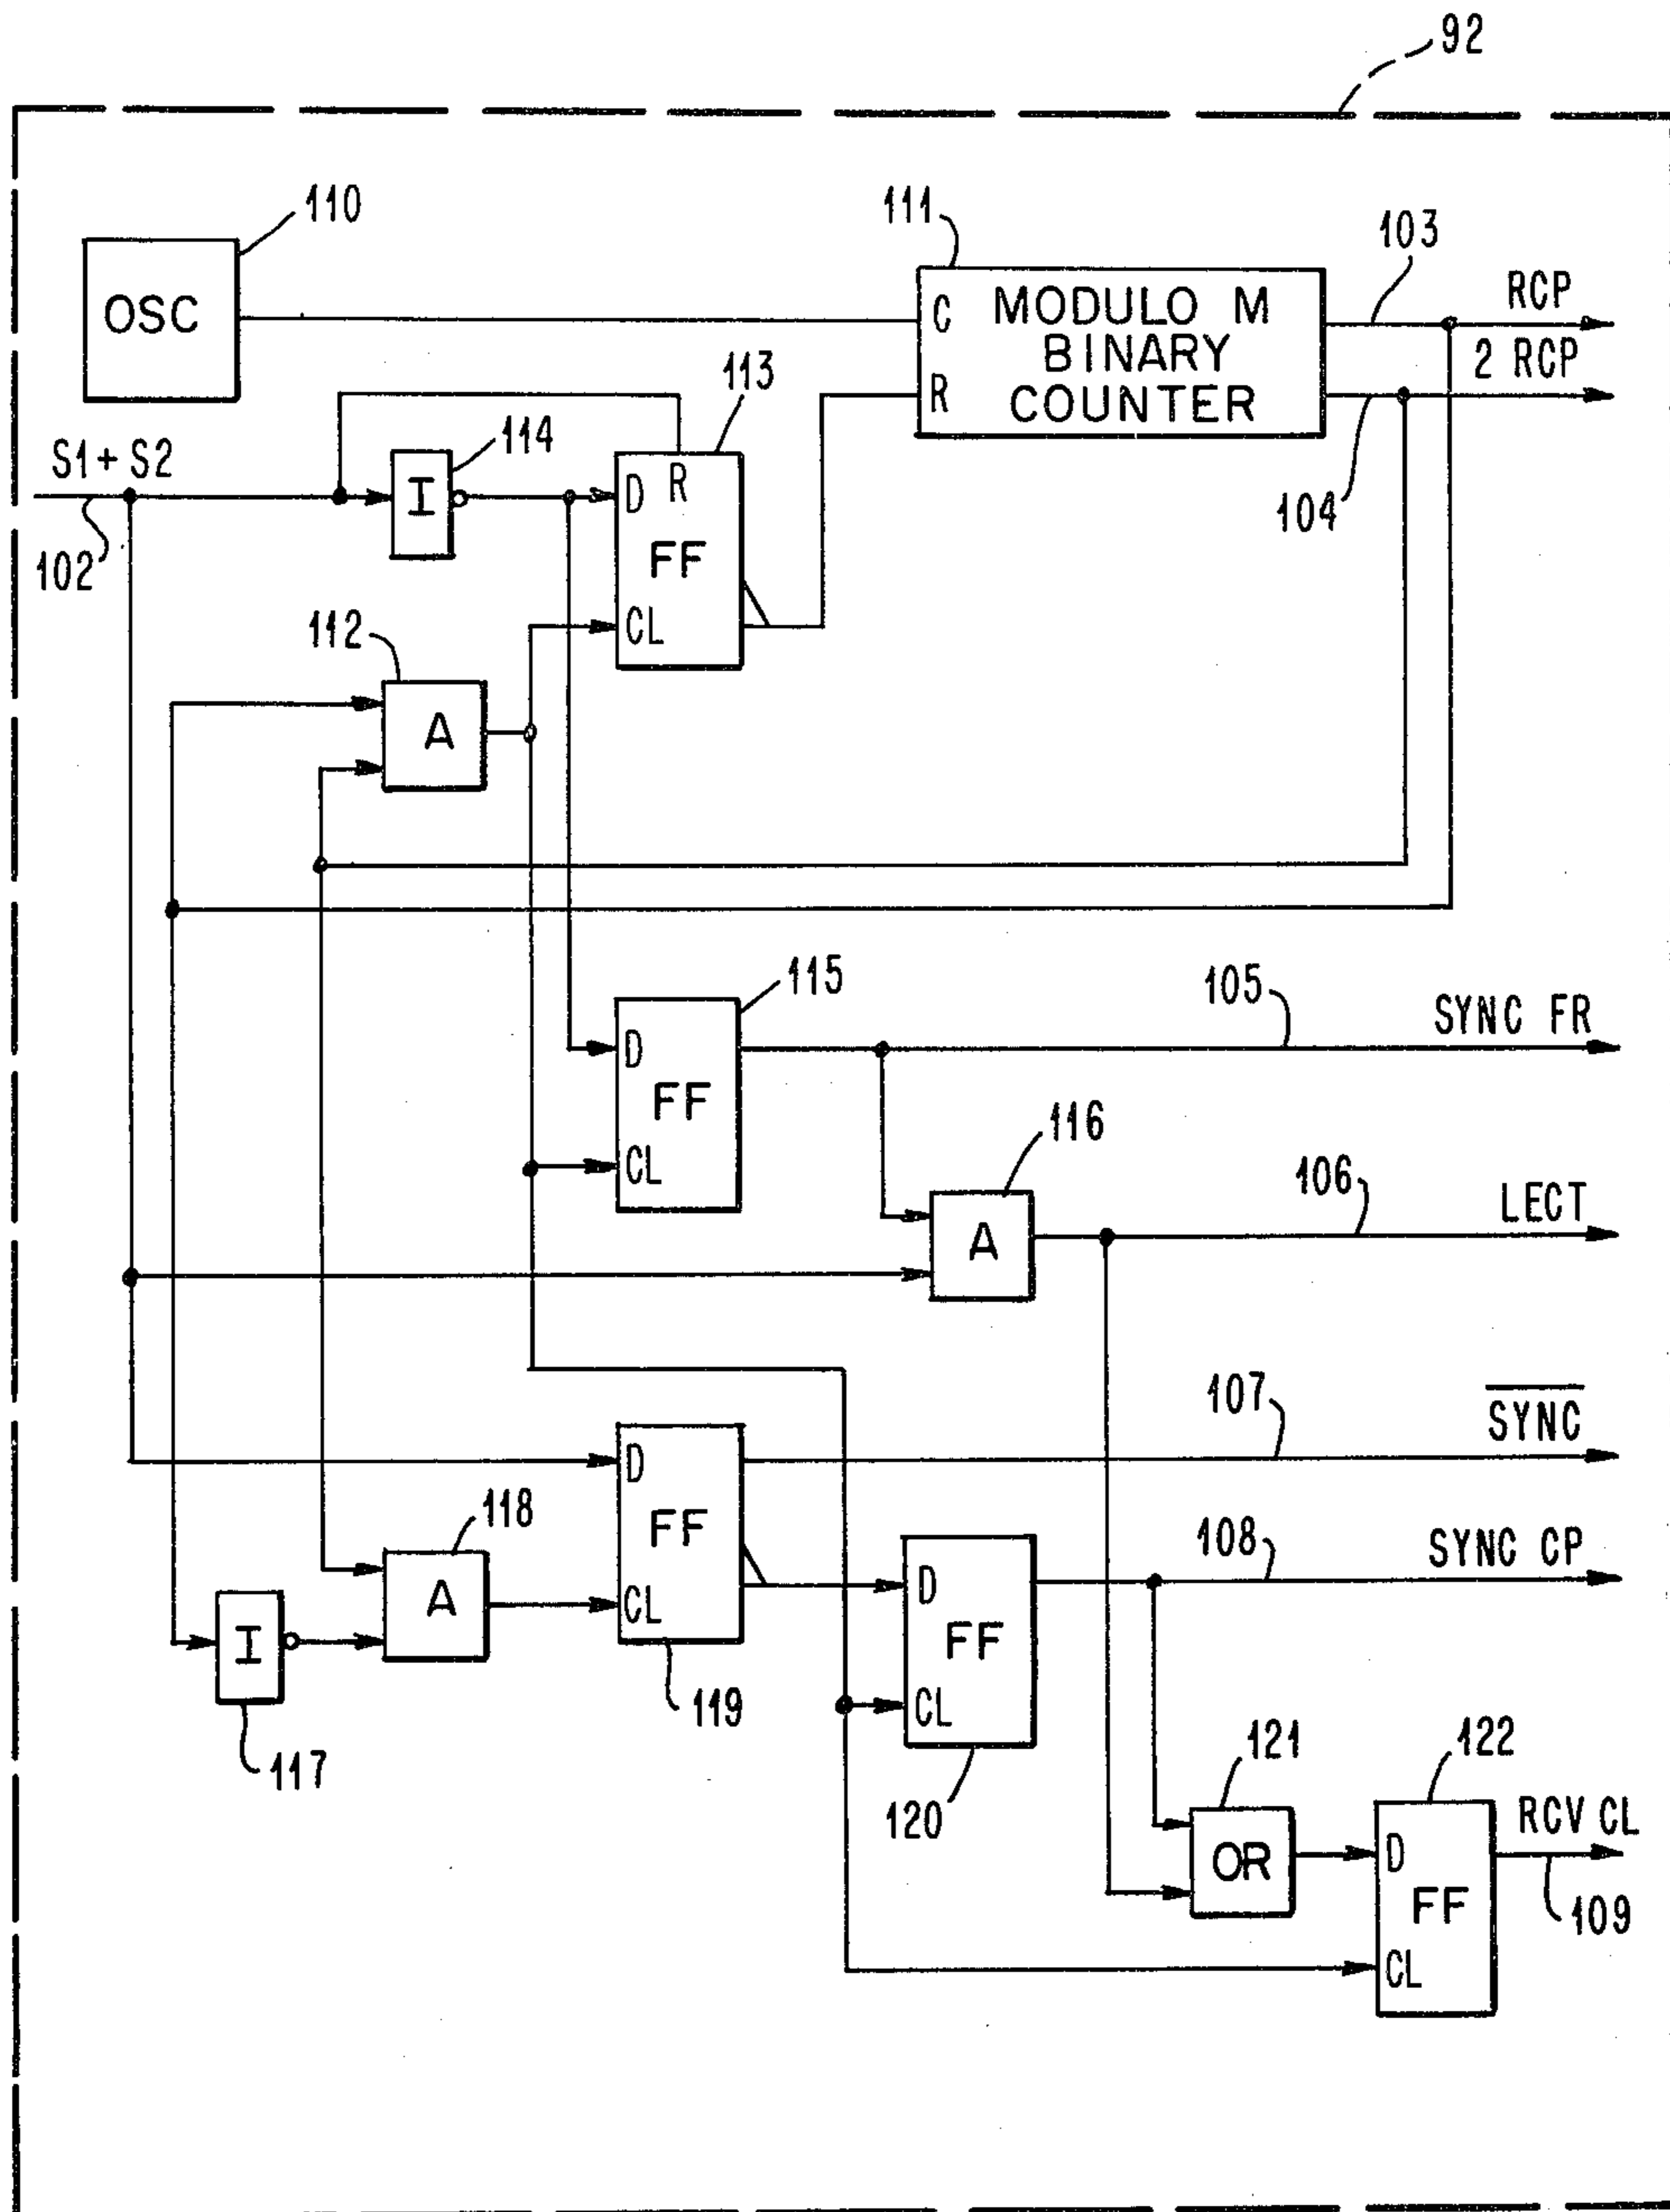 92
110
OSC
111
C
R
MODULO M
BINARY
COUNTER
103
RCP
2 RCP
104
S1+ S2
102
114
I
113
D
R
FF
CL
112
A
115
D
FF
CL
105
SYNC FR
116
A
106
LECT
107
SYNC
D
FF
CL
119
118
A
I
117
108
SYNC CP
D
FF
CL
120
121
OR
122
D
FF
CL
RCV CL
109